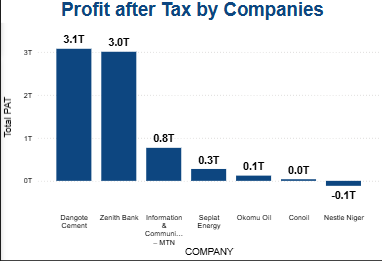 Profit after Tax by Companies
3.1T
3.0T
3T
2T
Total PAT
1T
0.8T
0.3T
0.1T
0.0T
0T
-0.1T
Dangote
Cement
Zenith Bank
Information
&
Communi...
– MTN
Seplat
Energy
Okomu Oil
Conoil
Nestle Niger
COMPANY